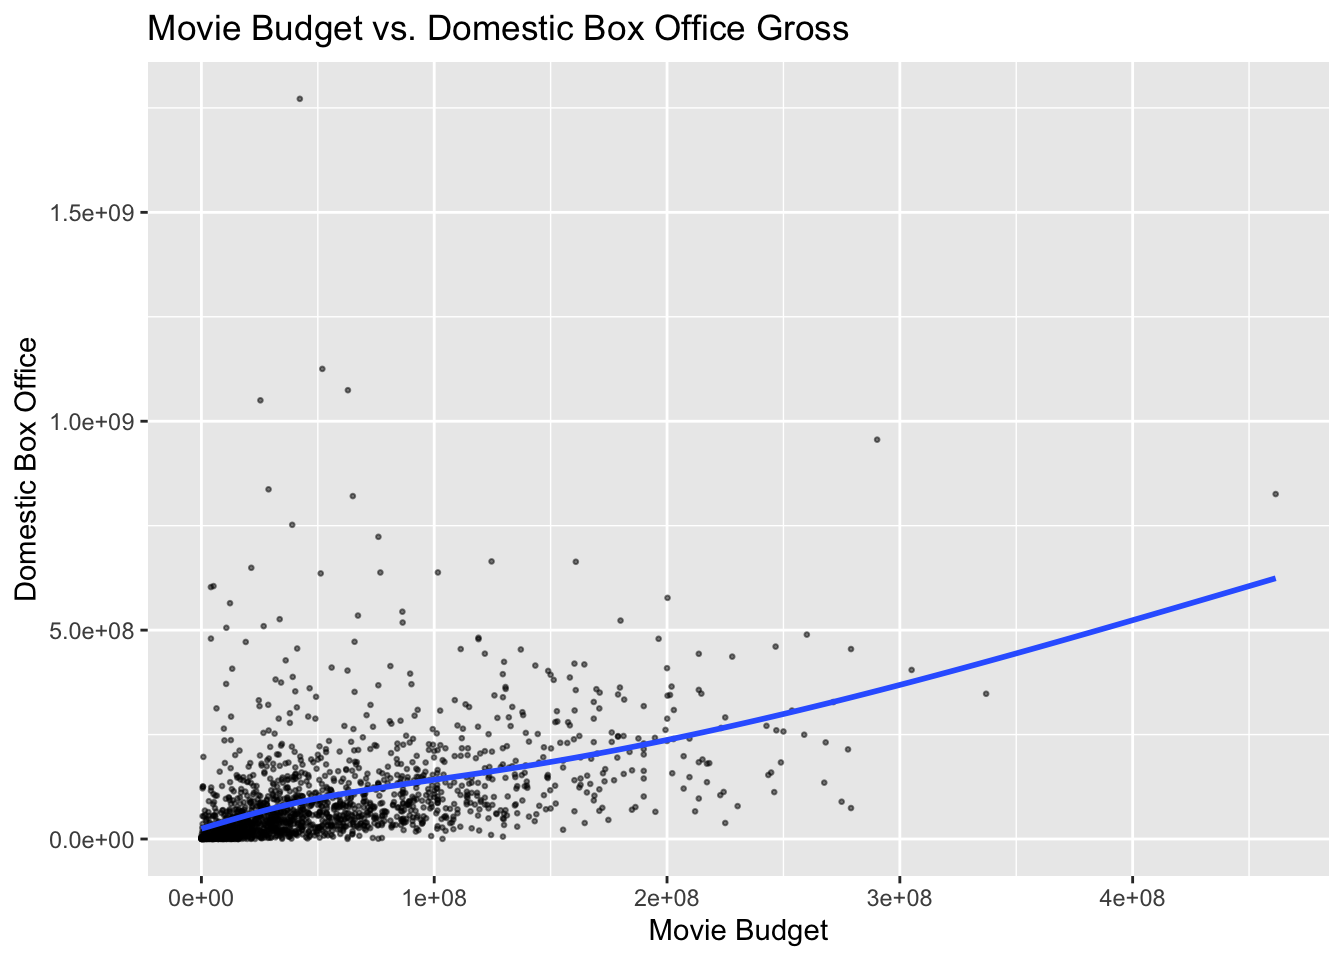 Movie Budget vs. Domestic Box Office Gross
Domestic Box Office
1.5e+09
1.0e+09
5.0e+08
0.0e+00
0e+00 1e+08 2e+08 3e+08 4e+08
Movie Budget